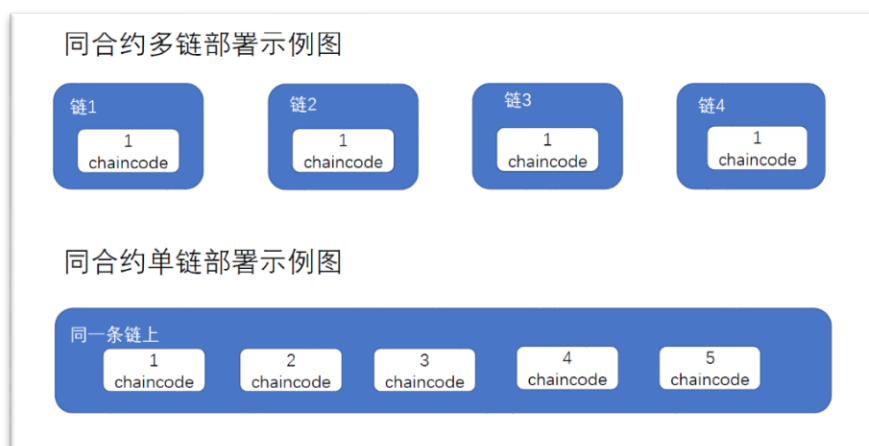 同合约多链部署示例图
链1
1
chaincode
链2
1
chaincode
链3
1
chaincode
链4
1
chaincode
同合约单链部署示例图
同一条链上
1
chaincode
2
chaincode
3
chaincode
4
chaincode
5
chaincode